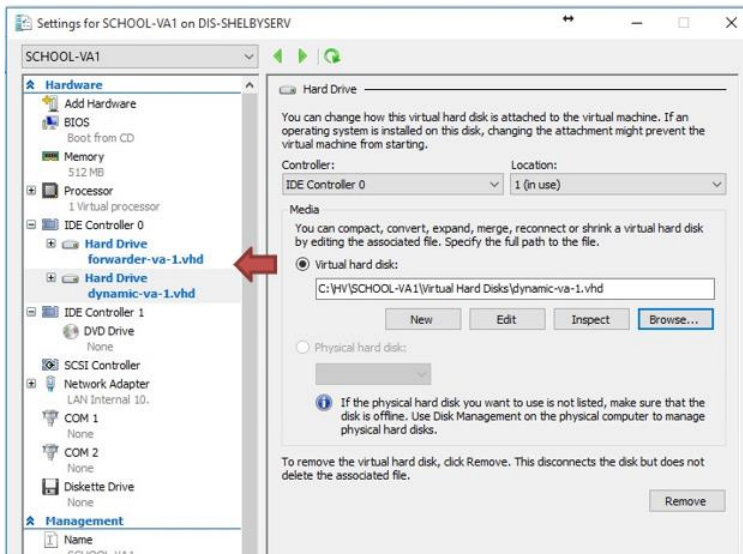 Settings for SCHOOL-VA1 on DIS-SHELBYSERV
SCHOOL-VA1
Hardware
Add Hardware
BIOS
Boot from CD
Memory
512 MB
Processor
1 Virtual processor
IDE Controller 0
Hard Drive
forwarder-va-1.vhd
Hard Drive
dynamic-va-1.vhd
IDE Controller 1
DVD Drive
None
SCSI Controller
Network Adapter
LAN Internal 10.
COM 1
None
COM 2
None
Diskette Drive
None
Management
Name
SCHOOL-VA1
Hard Drive
You can change how this virtual hard disk is attached to the virtual machine. If an
operating system is installed on this disk, changing the attachment might prevent the
virtual machine from starting.
Controller: Location:
IDE Controller 0 1 (in use)
Media
You can compact, convert, expand, merge, reconnect or shrink a virtual hard disk
by editing the associated file. Specify the full path to the file.
Virtual hard disk:
C:\HV\SCHOOL-VA1\Virtual Hard Disks\dynamic-va-1.vhd
New Edit Inspect Browse...
Physical hard disk:
If the physical hard disk you want to use is not listed, make sure that the
disk is offline. Use Disk Management on the physical computer to manage
physical hard disks.
To remove the virtual hard disk, click Remove. This disconnects the disk but does not
delete the associated file.
Remove